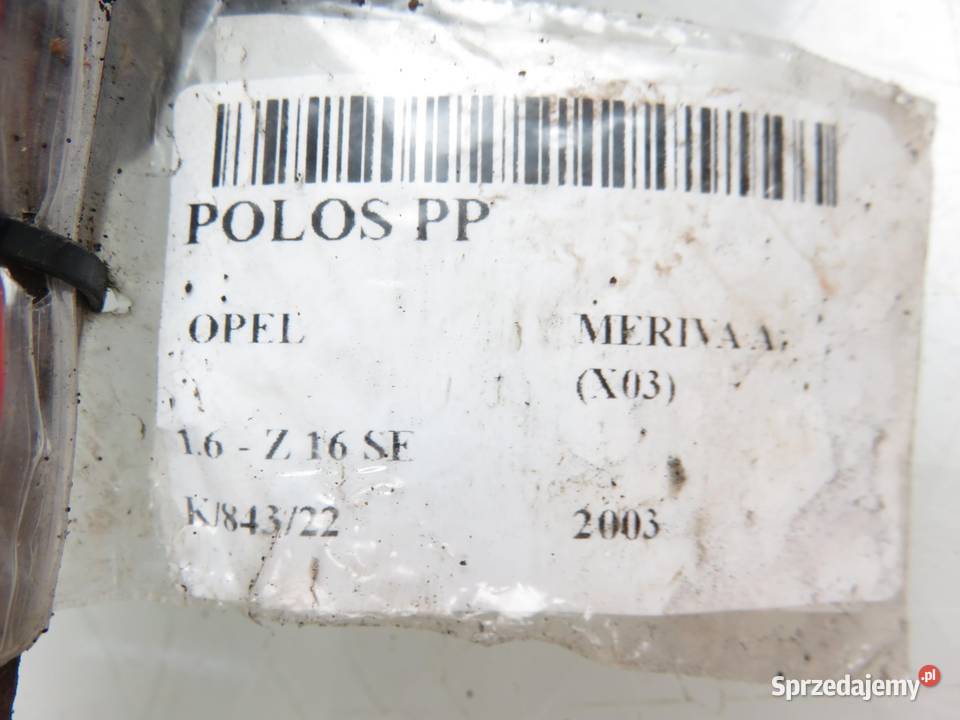 POLOS PP
OPEL MERIVA A
(X03)
1.6 - Z 16 SE
K/843/22 2003
Sprzedajemy.pl